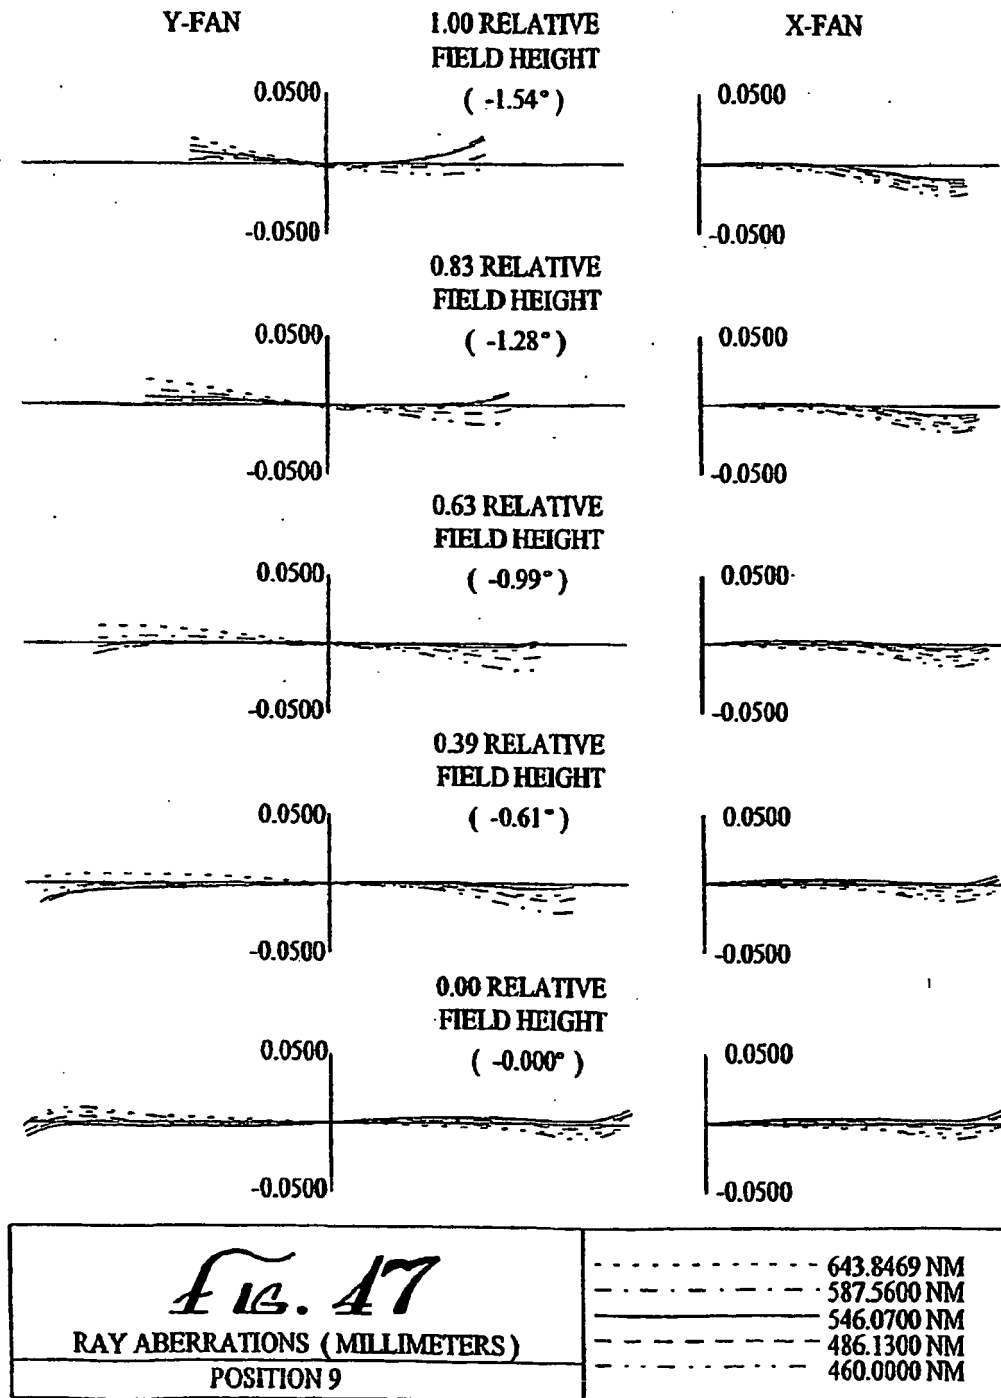 Y-FAN
1.00 RELATIVE
FIELD HEIGHT
( -1.54° )
X-FAN
0.0500
0.0500
-0.0500
-0.0500
0.83 RELATIVE
FIELD HEIGHT
( -1.28° )
0.0500
0.0500
-0.0500
-0.0500
0.63 RELATIVE
FIELD HEIGHT
( -0.99° )
0.0500
0.0500
-0.0500
-0.0500
0.39 RELATIVE
FIELD HEIGHT
( -0.61° )
0.0500
0.0500
-0.0500
-0.0500
0.00 RELATIVE
FIELD HEIGHT
( -0.000° )
0.0500
0.0500
-0.0500
-0.0500
FIG. 47
RAY ABERRATIONS ( MILLIMETERS )
POSITION 9
643.8469 NM
587.5600 NM
546.0700 NM
486.1300 NM
460.0000 NM